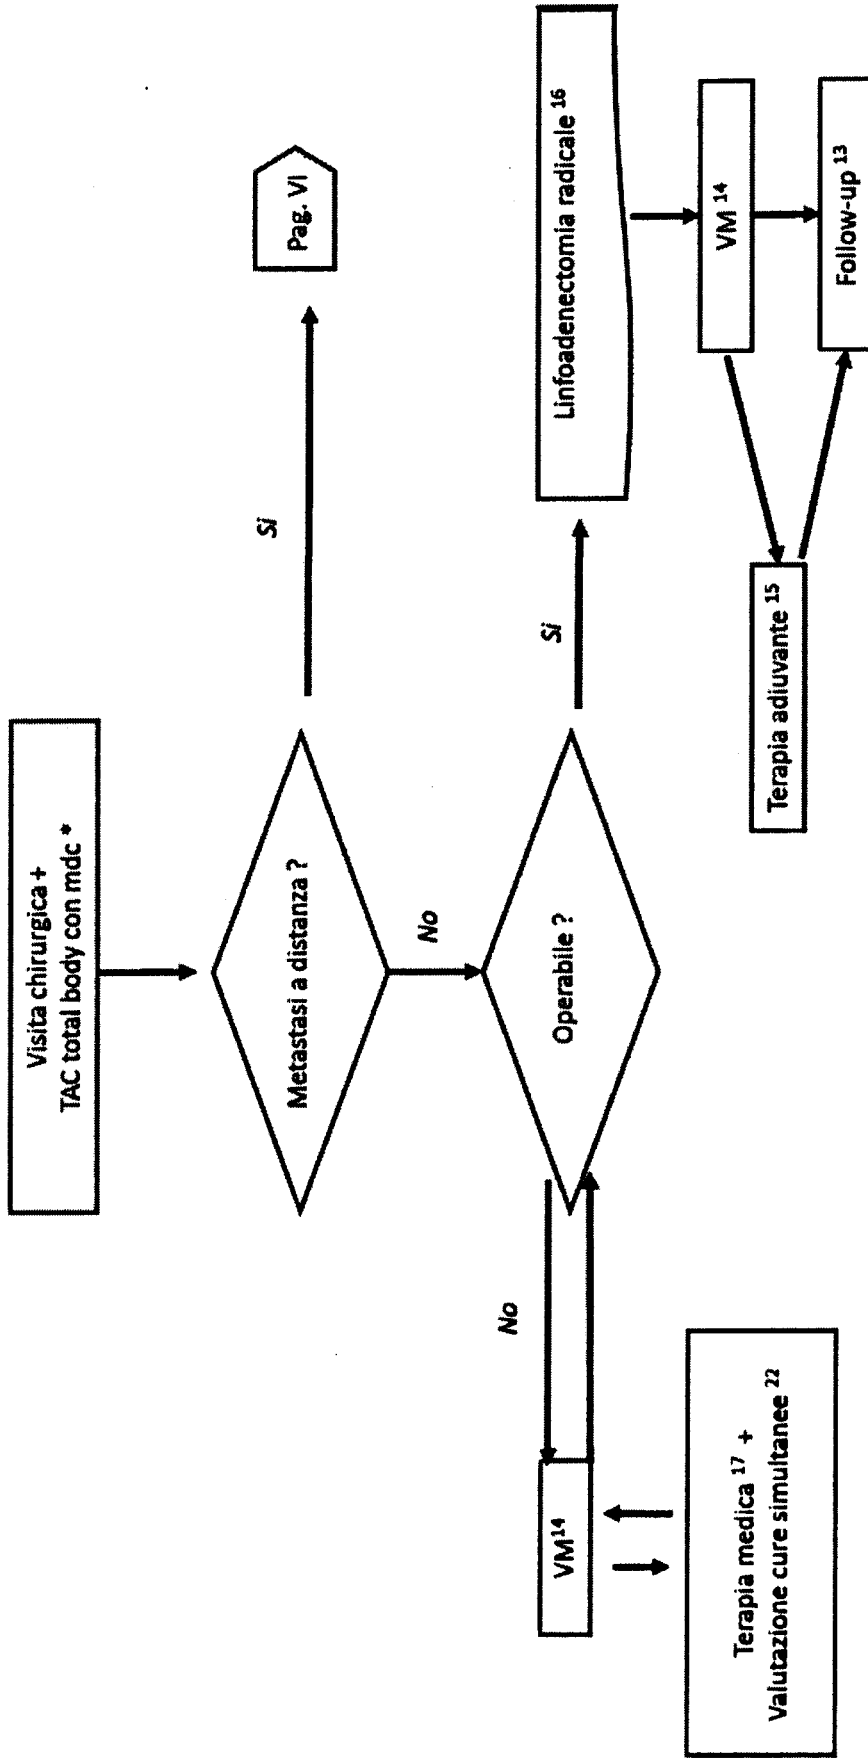 Visita chirurgica +
TAC total body con mdc *
Metastasi a distanza ?
Si
Pag. VI
No
Operabile ?
No
Si
VM14
Terapia medica 17 +
Valutazione cure simultanee 22
Linfoadenectomia radicale 16
VM 14
Terapia adiuvante 15
Follow-up 13